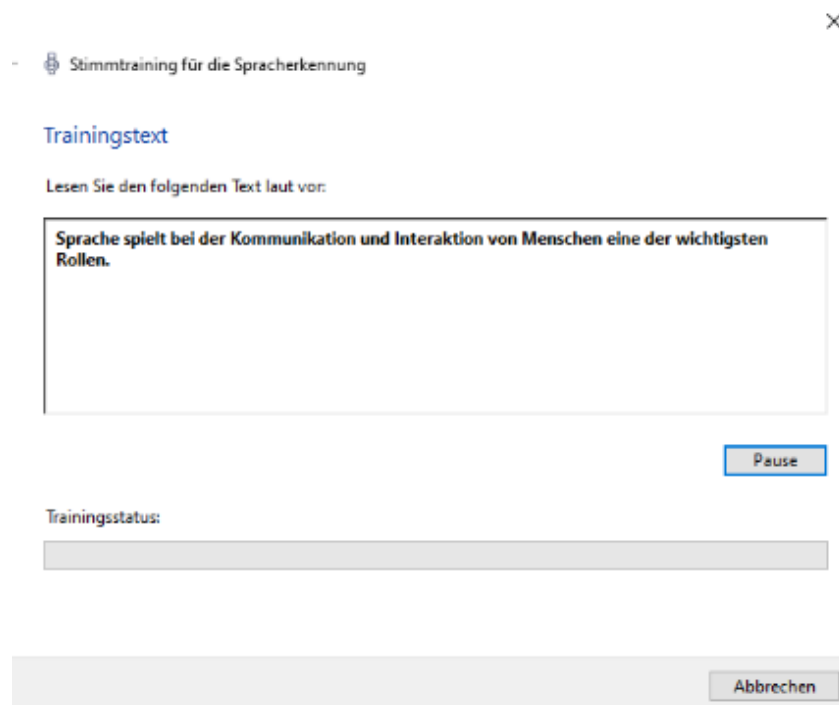 Stimmtraining für die Spracherkennung
Trainingstext
Lesen Sie den folgenden Text laut vor:
Sprache spielt bei der Kommunikation und Interaktion von Menschen eine der wichtigsten
Rollen.
Pause
Trainingsstatus:
Abbrechen